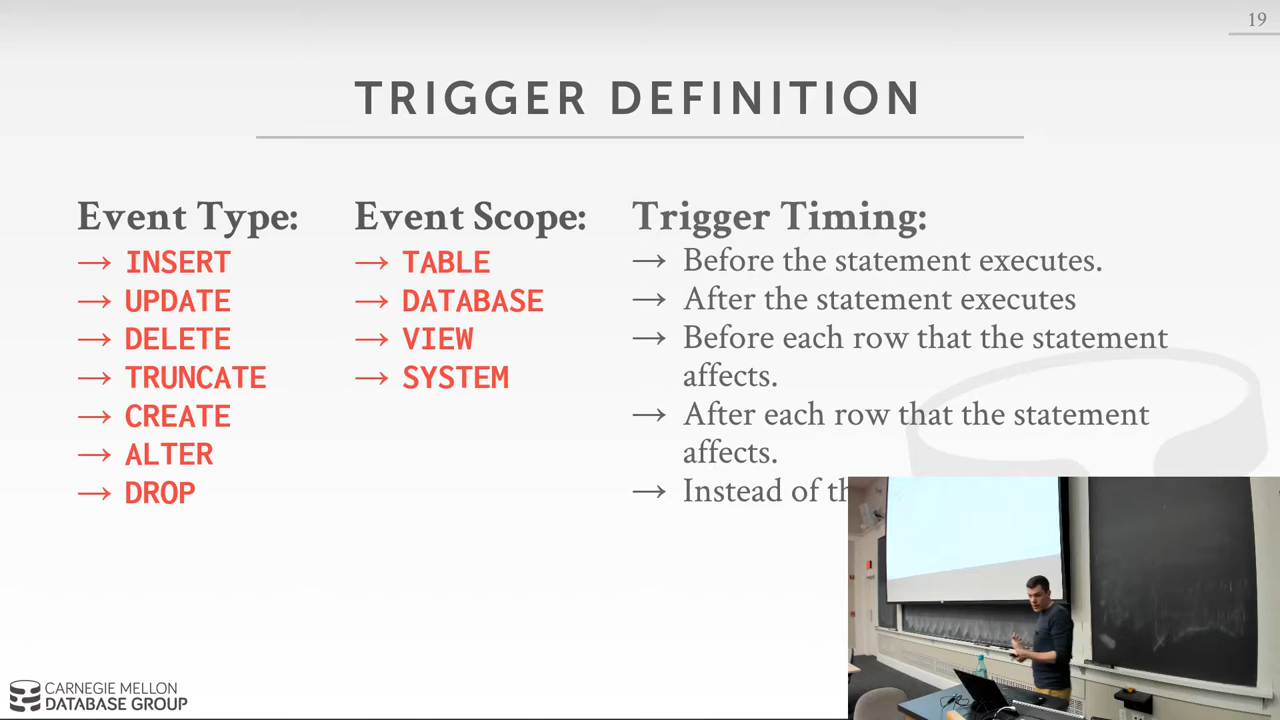 19
TRIGGER DEFINITION
Event Type:
→ INSERT
→ UPDATE
→ DELETE
→ TRUNCATE
→ CREATE
→ ALTER
→ DROP
Event Scope:
→ TABLE
→ DATABASE
→ VIEW
→ SYSTEM
Trigger Timing:
→ Before the statement executes.
→ After the statement executes
→ Before each row that the statement
affects.
→ After each row that the statement
affects.
→ Instead of
CARNEGIE MELLON
DATABASE GROUP